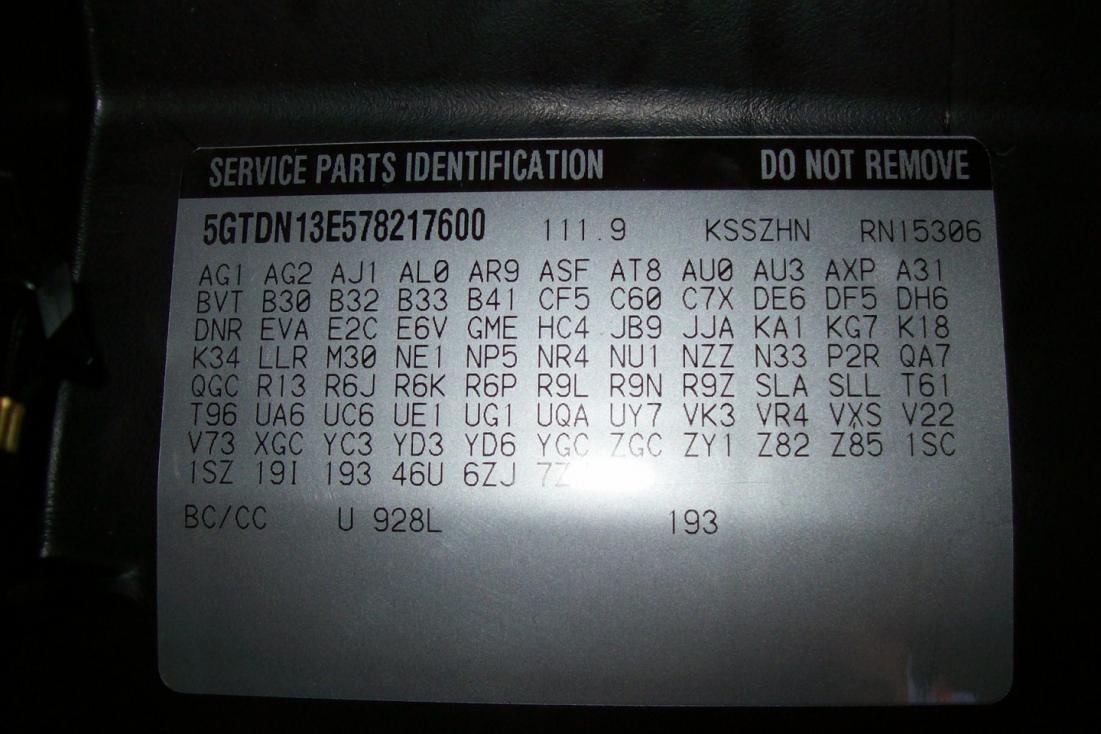 SERVICE PARTS IDENTIFICATION DO NOT REMOVE
5GTDN13E578217600 111.9 KSSZHN RN15306
AG1 AG2 AJ1 AL0 AR9 ASF AT8 AU0 AU3 AXP A31
BVT B30 B32 B33 B41 CF5 C60 C7X DE6 DF5 DH6
DNR EVA E2C E6V GME HC4 JB9 JJA KA1 KG7 K18
K34 LLR M30 NE1 NP5 NR4 NU1 NZZ N33 P2R QA7
QGC R13 R6J R6K R6P R9L R9N R9Z SLA SLL T61
T96 UA6 UC6 UE1 UG1 UQA UY7 VK3 VR4 VXS V22
V73 XGC YC3 YD3 YD6 YGC ZGC ZY1 Z82 Z85 1SC
1SZ 19I 193 46U 6ZJ
BC/CC U 928L 193